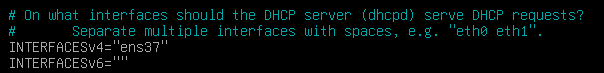 # On what interfaces should the DHCP server (dhcpd) serve DHCP requests?
#       Separate multiple interfaces with spaces, e.g. "eth0 eth1".
INTERFACESv4="ens37"
INTERFACESv6=""